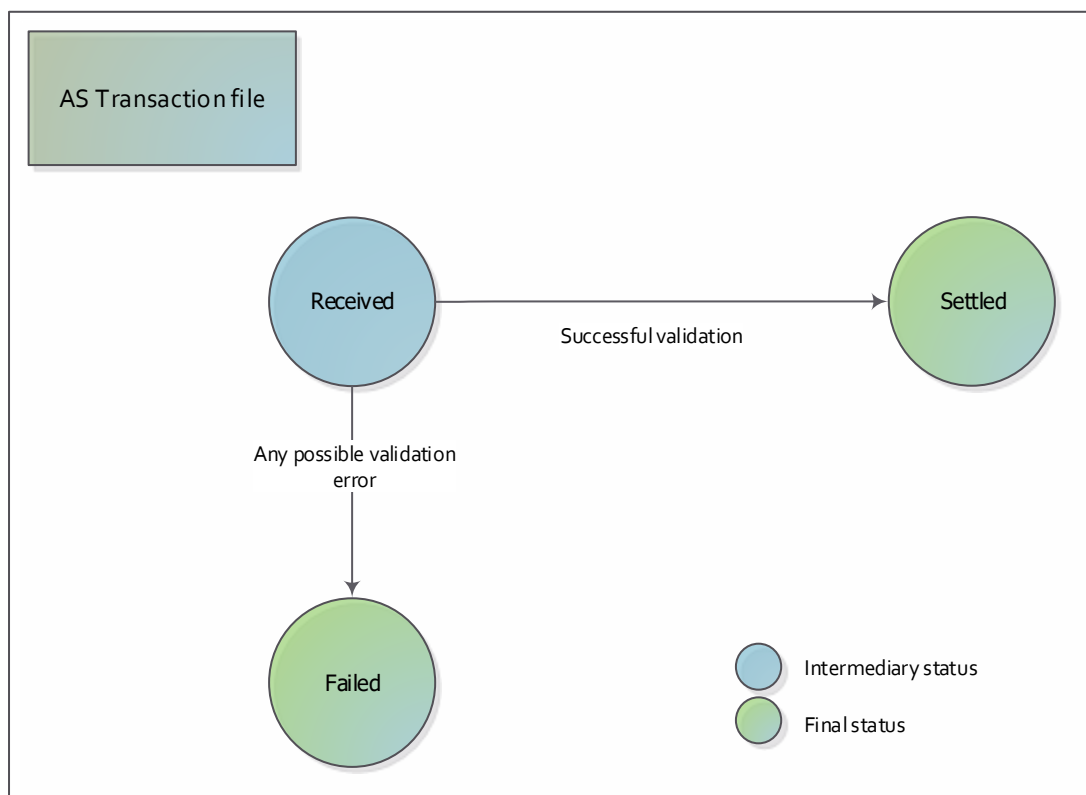 AS Transaction file
Received
Settled
Successful validation
Any possible validation
error
Failed
Intermediary status
Final status